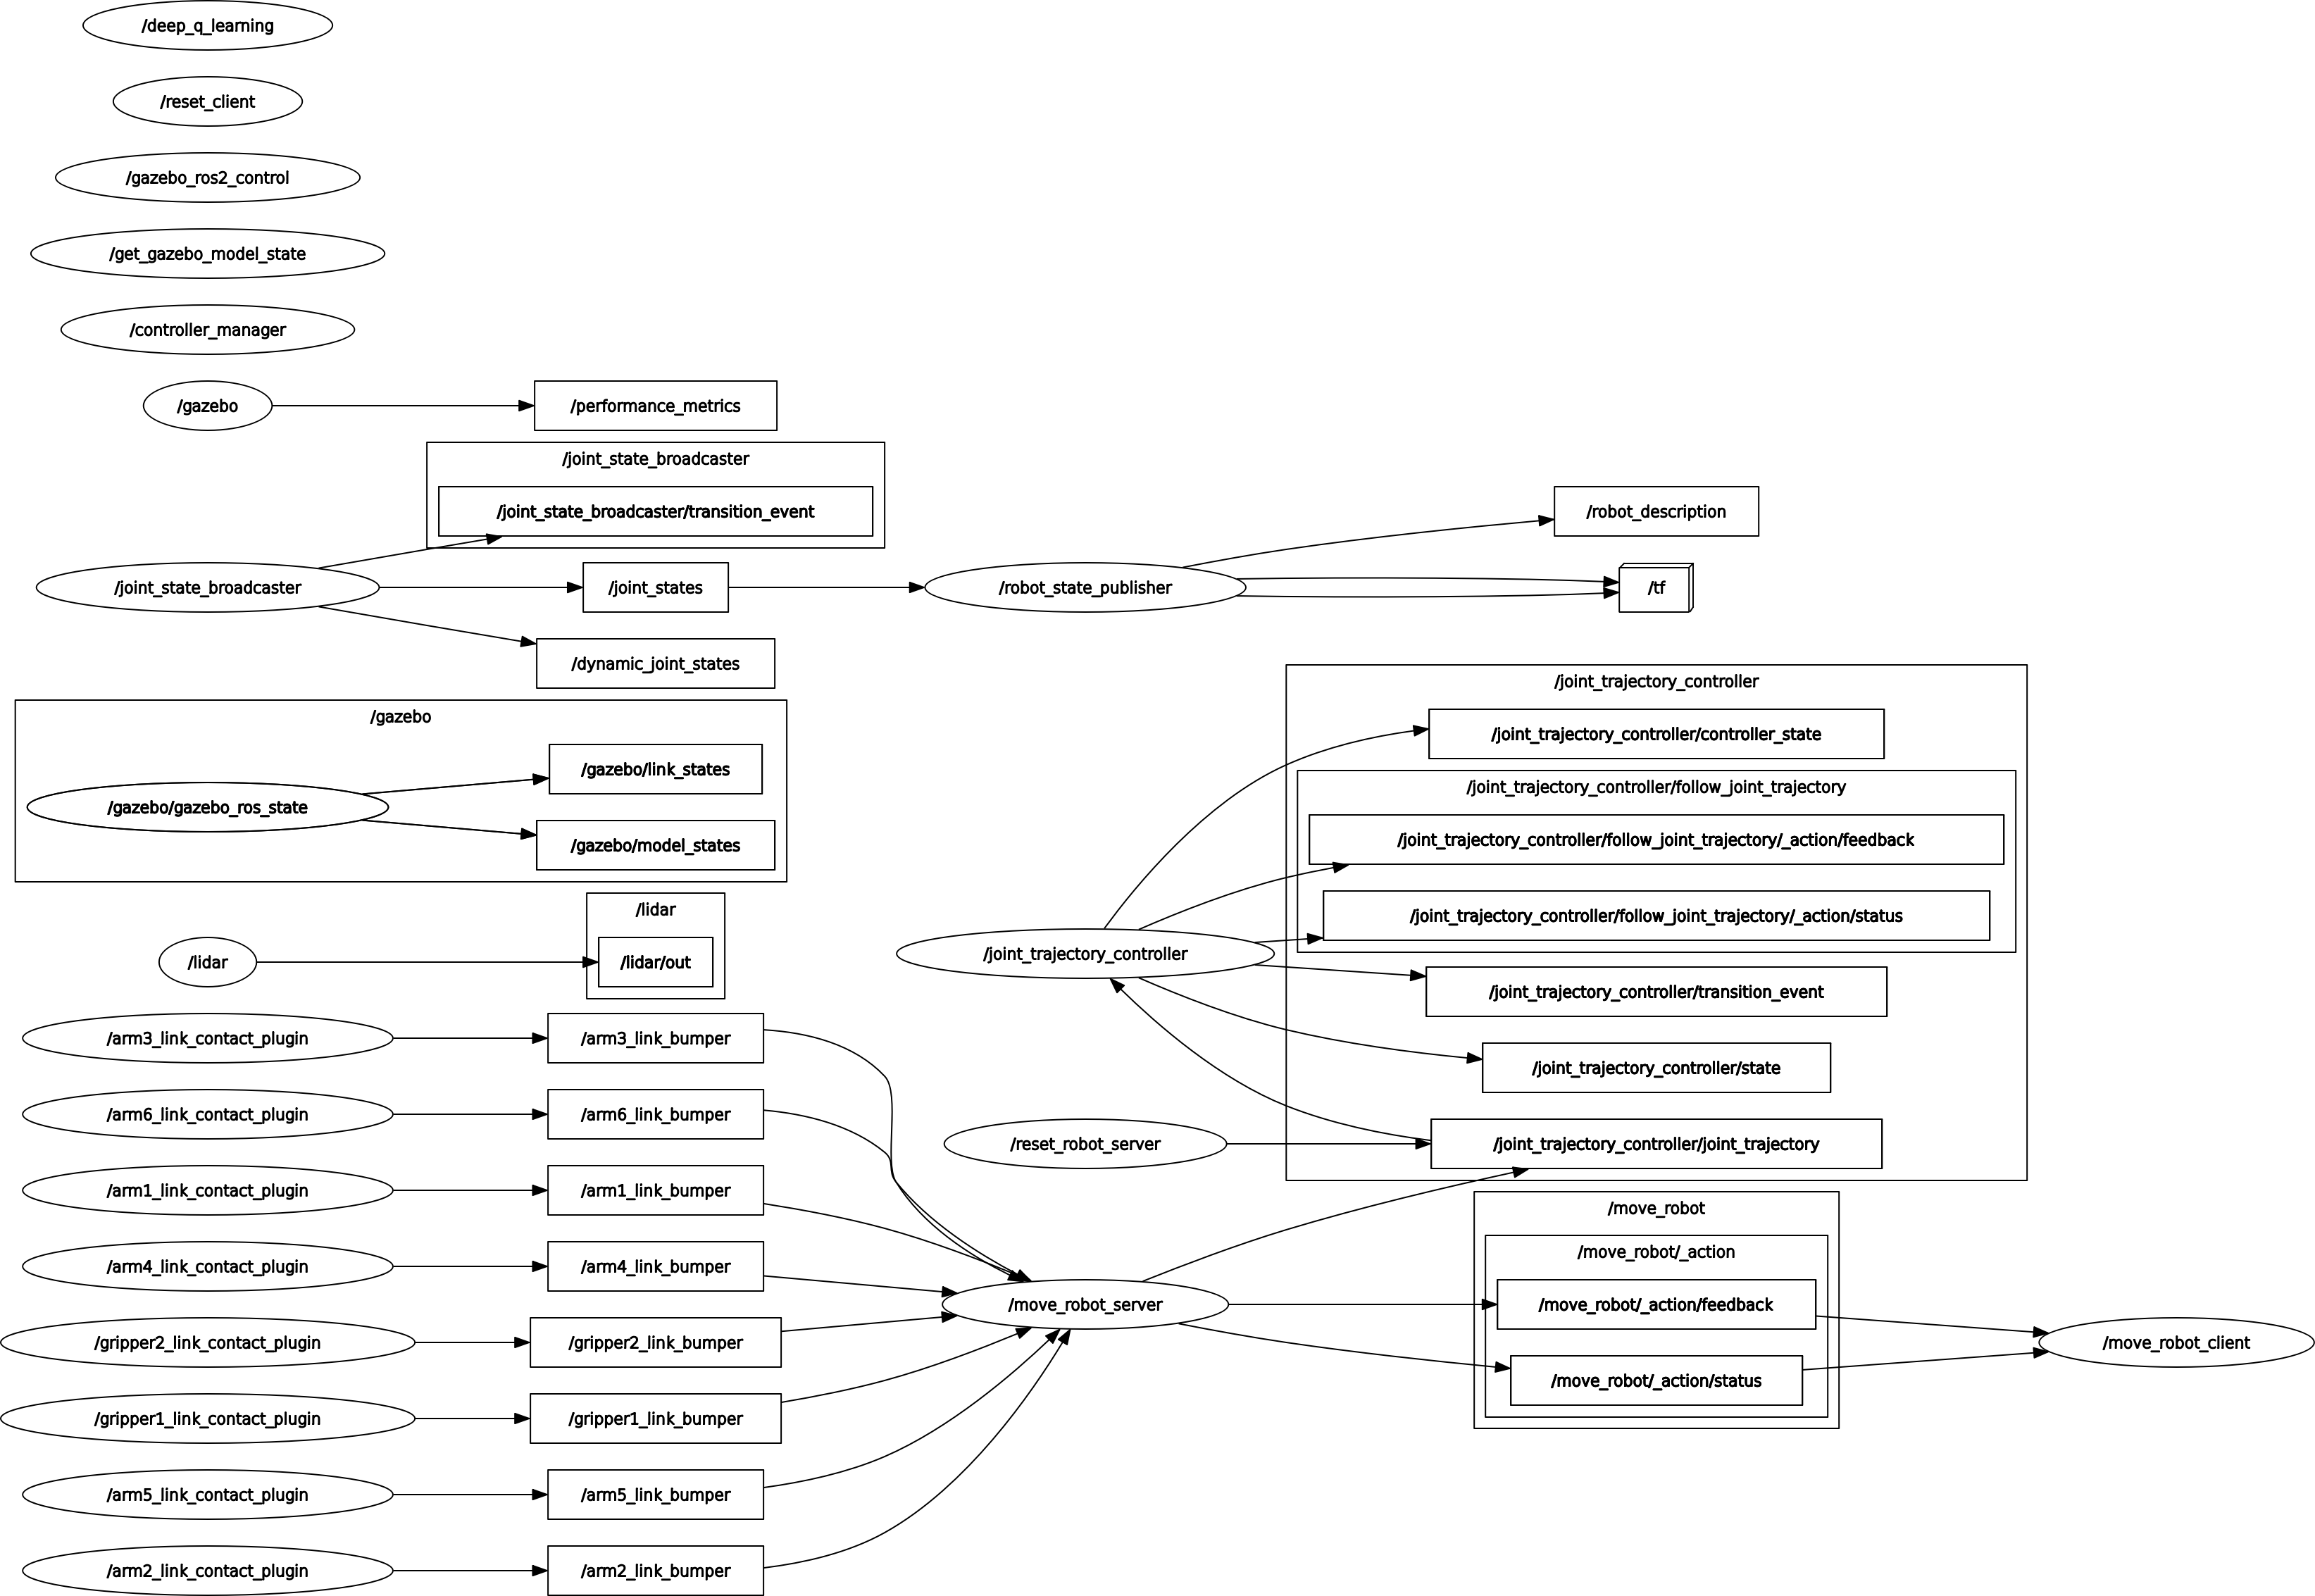 /deep_q_learning
/reset_client
/gazebo_ros2_control
/get_gazebo_model_state
/controller_manager
/gazebo
/performance_metrics
/joint_state_broadcaster
/joint_state_broadcaster/transition_event
/robot_description
/joint_state_broadcaster
/joint_states
/robot_state_publisher
/tf
/dynamic_joint_states
/joint_trajectory_controller
/gazebo
/joint_trajectory_controller/controller_state
/gazebo/link_states
/joint_trajectory_controller/follow_joint_trajectory
/gazebo/gazebo_ros_state
/joint_trajectory_controller/follow_joint_trajectory/_action/feedback
/gazebo/model_states
/lidar
/joint_trajectory_controller/follow_joint_trajectory/_action/status
/joint_trajectory_controller
/lidar
/lidar/out
/joint_trajectory_controller/transition_event
/arm3_link_contact_plugin
/arm3_link_bumper
/joint_trajectory_controller/state
/arm6_link_contact_plugin
/arm6_link_bumper
/reset_robot_server
/joint_trajectory_controller/joint_trajectory
/arm1_link_contact_plugin
/arm1_link_bumper
/move_robot
/move_robot/_action
/arm4_link_contact_plugin
/arm4_link_bumper
/move_robot_server
/move_robot/_action/feedback
/gripper2_link_contact_plugin
/gripper2_link_bumper
/move_robot_client
/move_robot/_action/status
/gripper1_link_contact_plugin
/gripper1_link_bumper
/arm5_link_contact_plugin
/arm5_link_bumper
/arm2_link_contact_plugin
/arm2_link_bumper